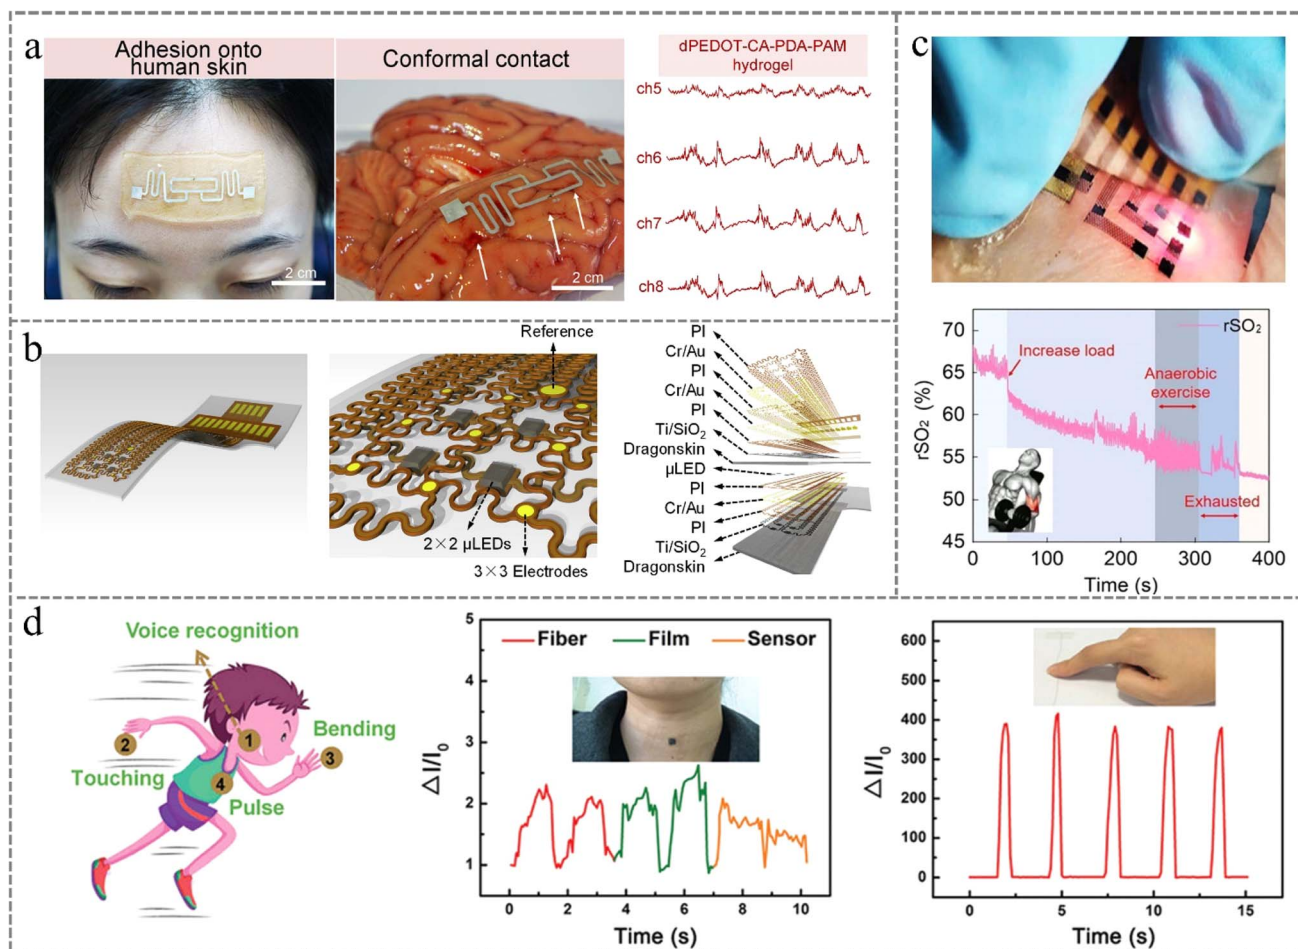 a
Adhesion onto
human skin
2 cm
Conformal contact
2 cm
dPEDOT-CA-PDA-PAM
hydrogel
ch5
ch6
ch7
ch8
b
Reference
2×2 μLEDs
3×3 Electrodes
PI
Cr/Au
PI
Cr/Au
PI
Ti/SiO₂
Dragonskin
μLED
PI
Cr/Au
PI
Ti/SiO₂
Dragonskin
c
rSO₂ (%)
70
65
60
55
50
45
rSO₂
Increase load
Anaerobic
exercise
Exhausted
0 100 200 300 400
Time (s)
d
Voice recognition
1
2
3
4
Bending
Touching
Pulse
ΔI/I₀
5
4
3
2
1
Fiber Film Sensor
0 2 4 6 8 10
Time (s)
ΔI/I₀
600
500
400
300
200
100
0
0 5 10 15
Time (s)